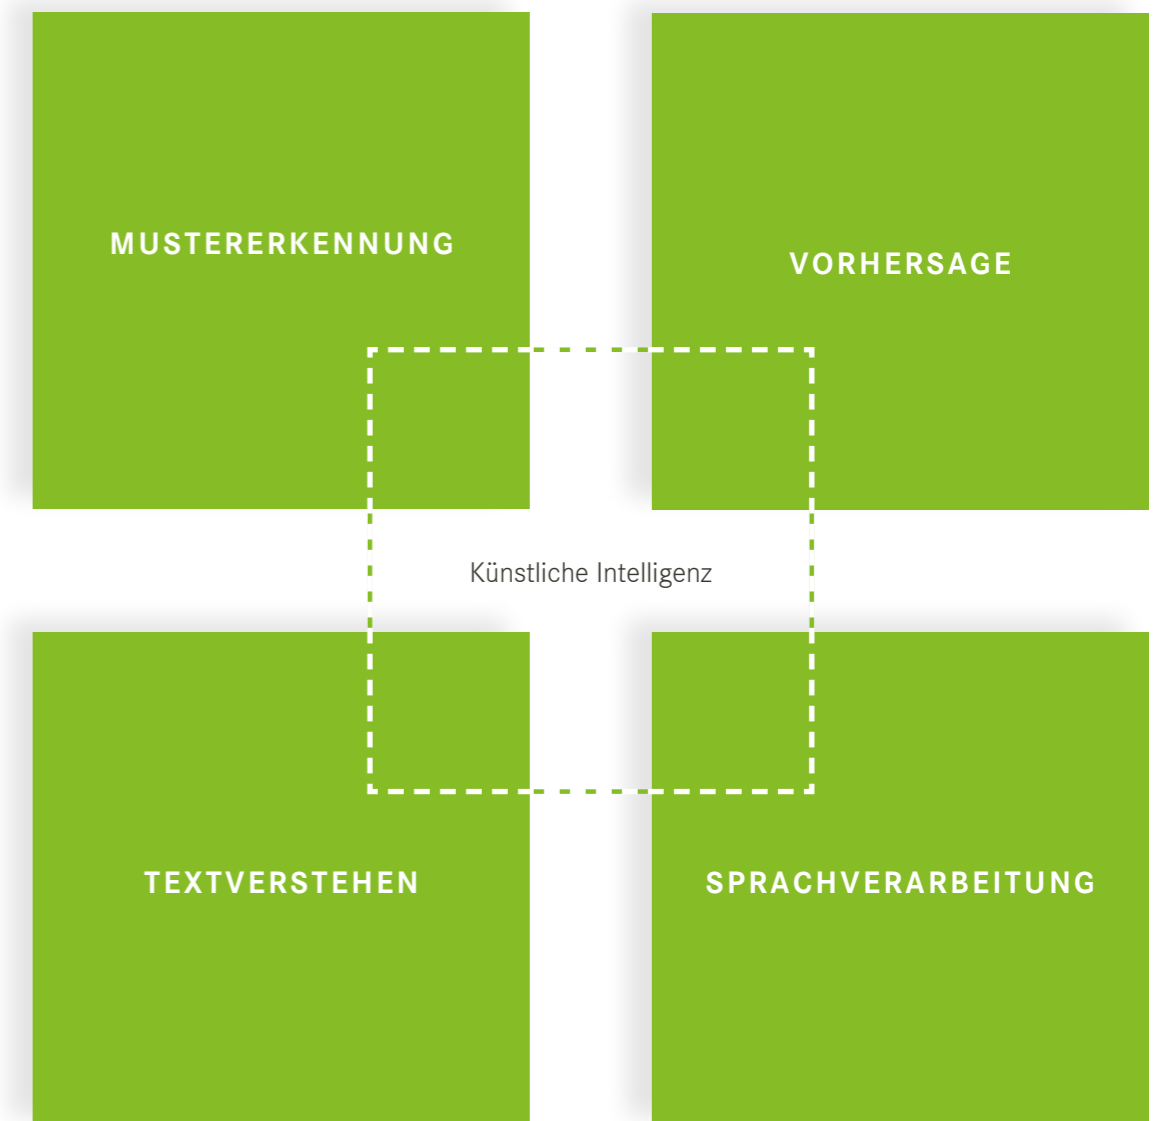 MUSTERERKENNUNG
VORHERSAGE
Künstliche Intelligenz
TEXTVERSTEHEN
SPRACHVERARBEITUNG